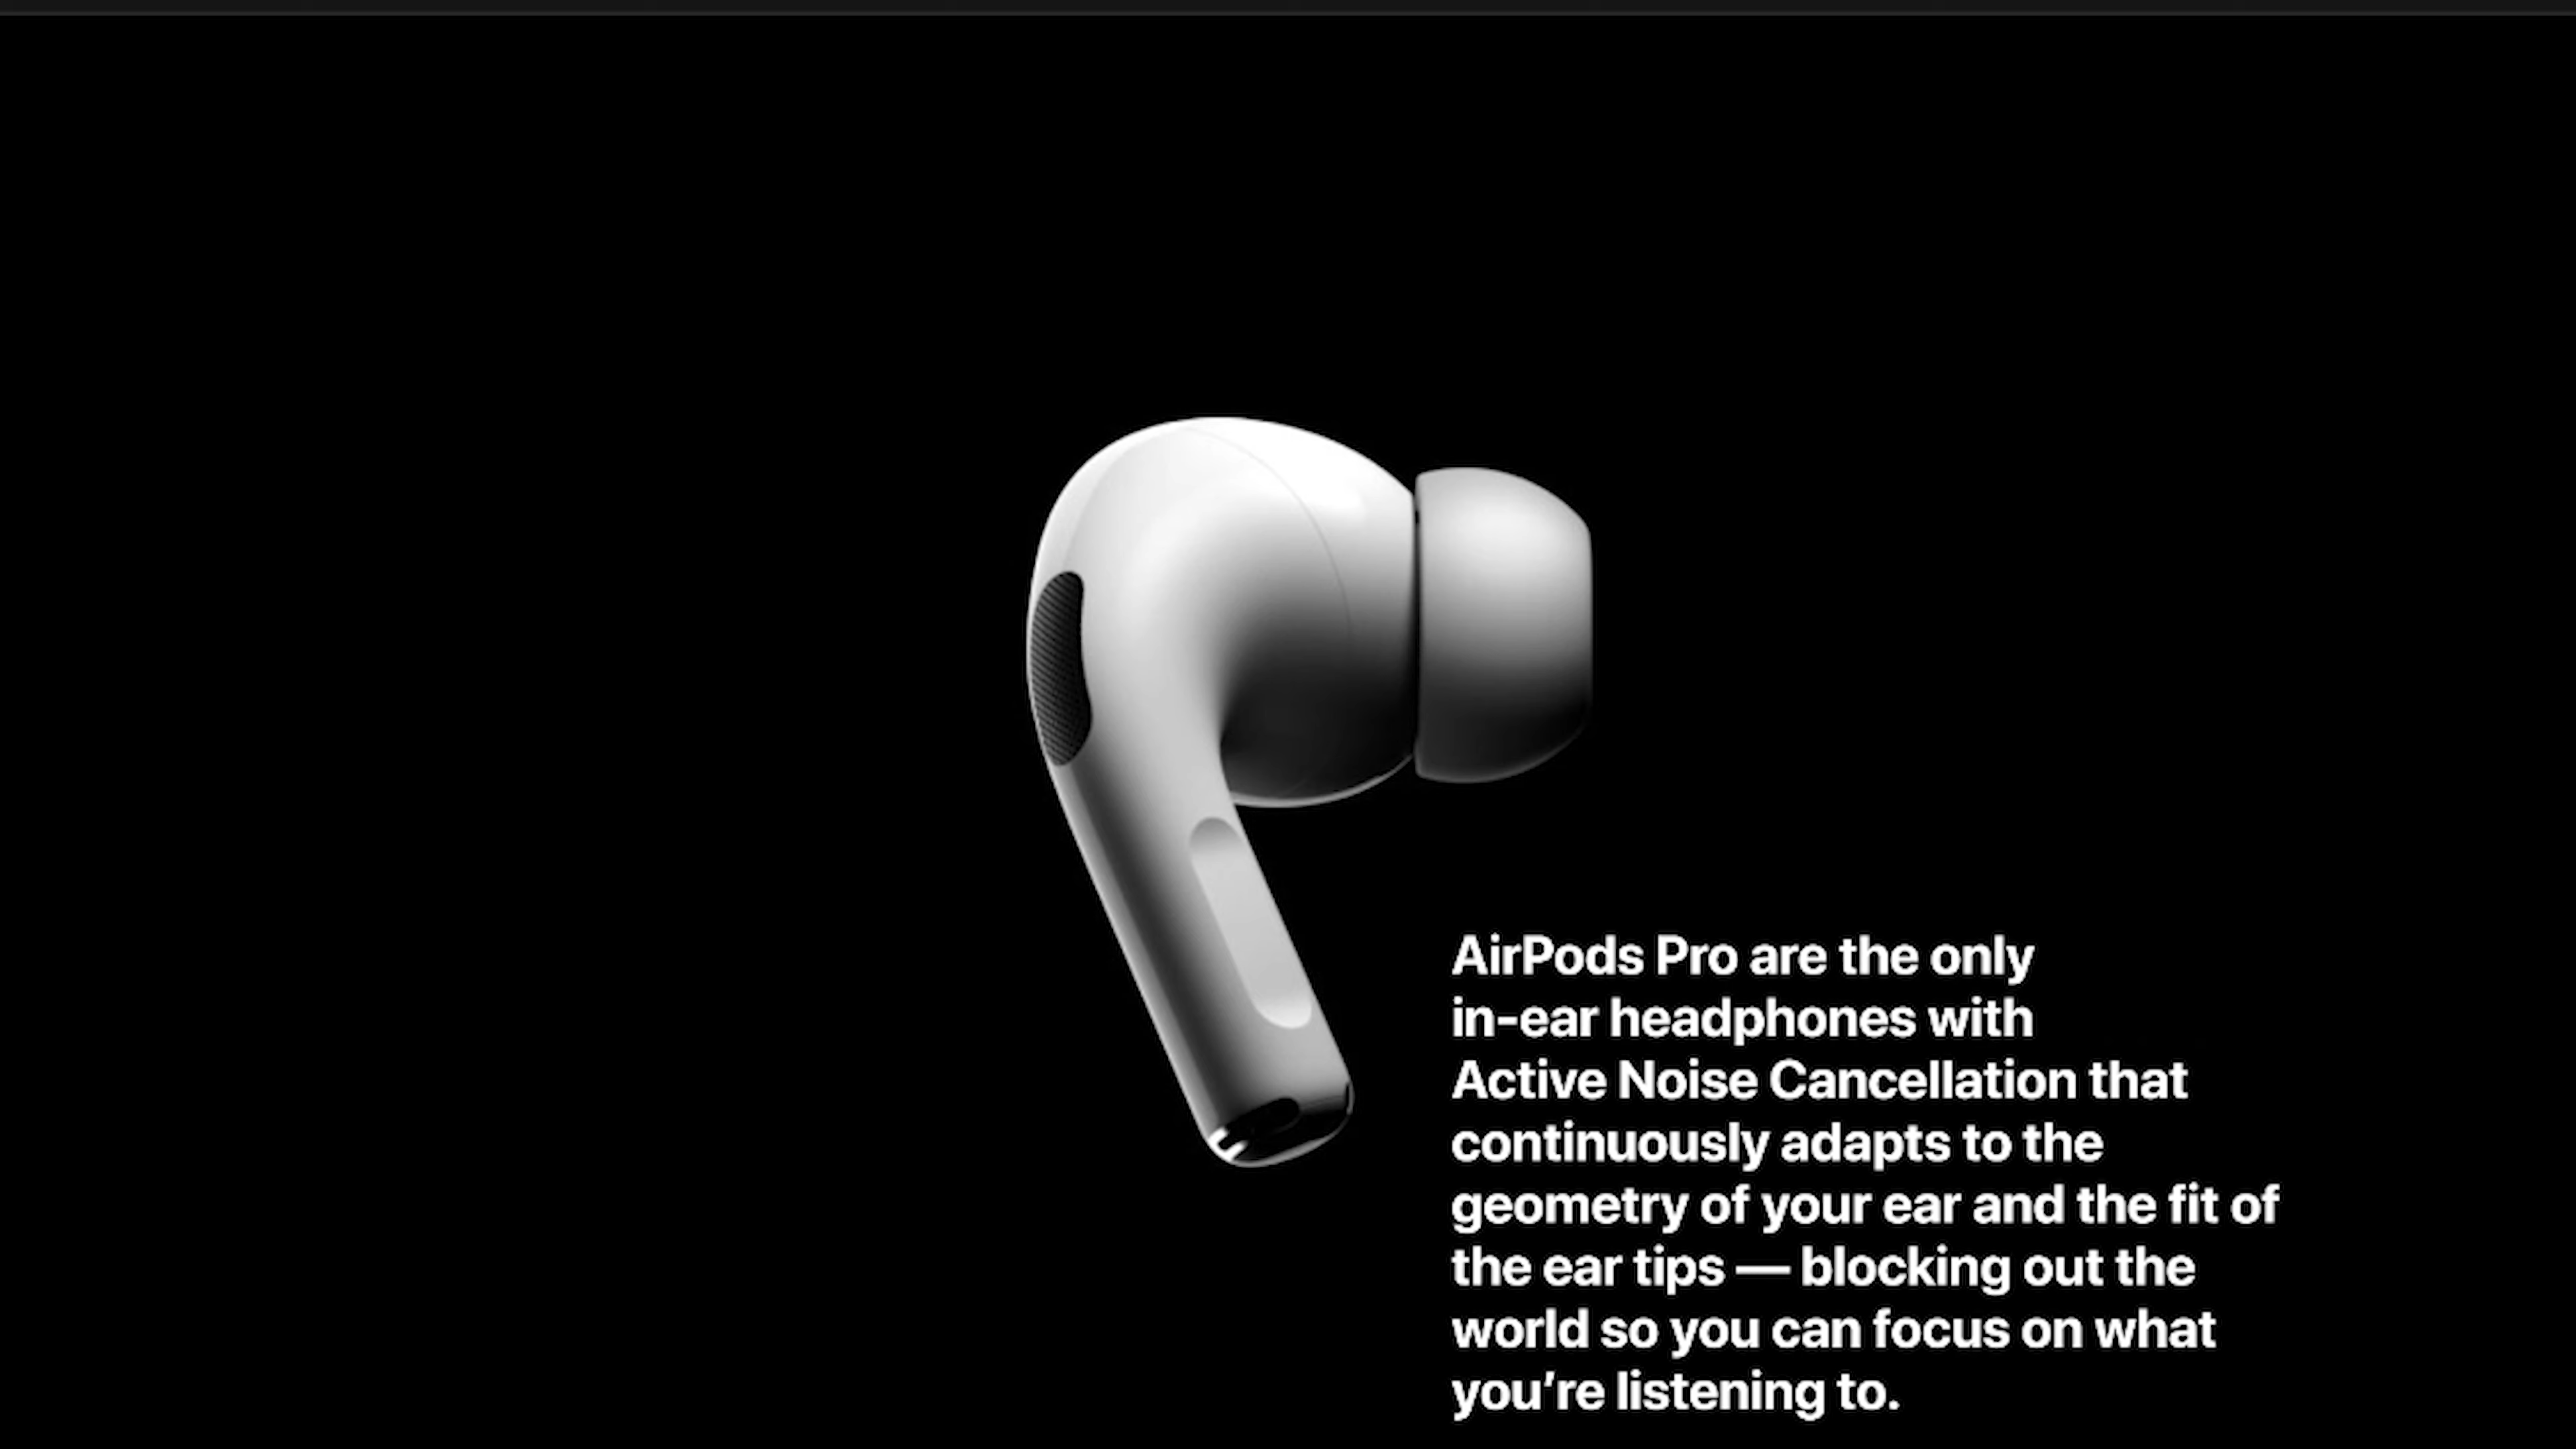 AirPods Pro are the only
in-ear headphones with
Active Noise Cancellation that
continuously adapts to the
geometry of your ear and the fit of
the ear tips — blocking out the
world so you can focus on what
you’re listening to.